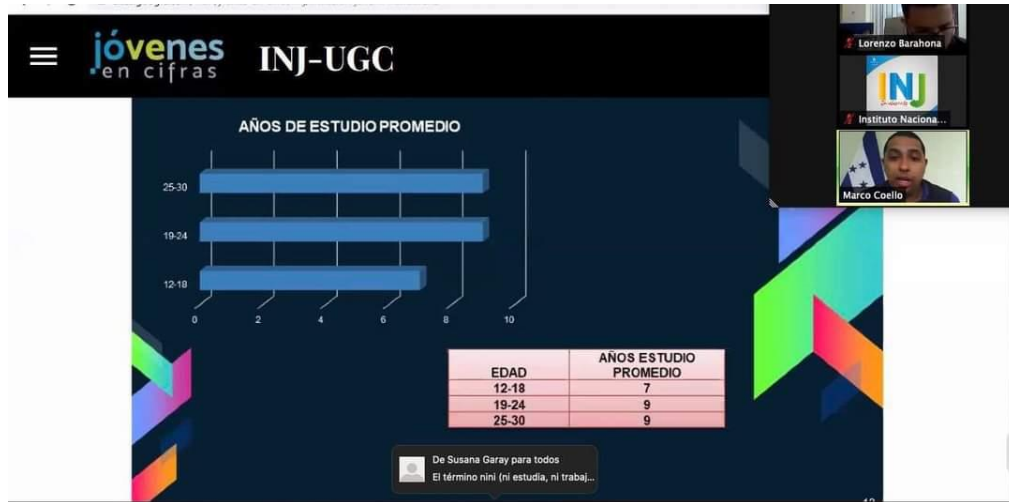 jóvenes
en cifras
INJ-UGC
AÑOS DE ESTUDIO PROMEDIO
25-30
19-24
12-18
0 2 4 6 8 10
EDAD AÑOS ESTUDIO PROMEDIO
12-18 7
19-24 9
25-30 9
De Susana Garay para todos
El término nini (ni estudia, ni trabaj...
Lorenzo Barahona
INJ
Instituto Naciona...
Marco Coello